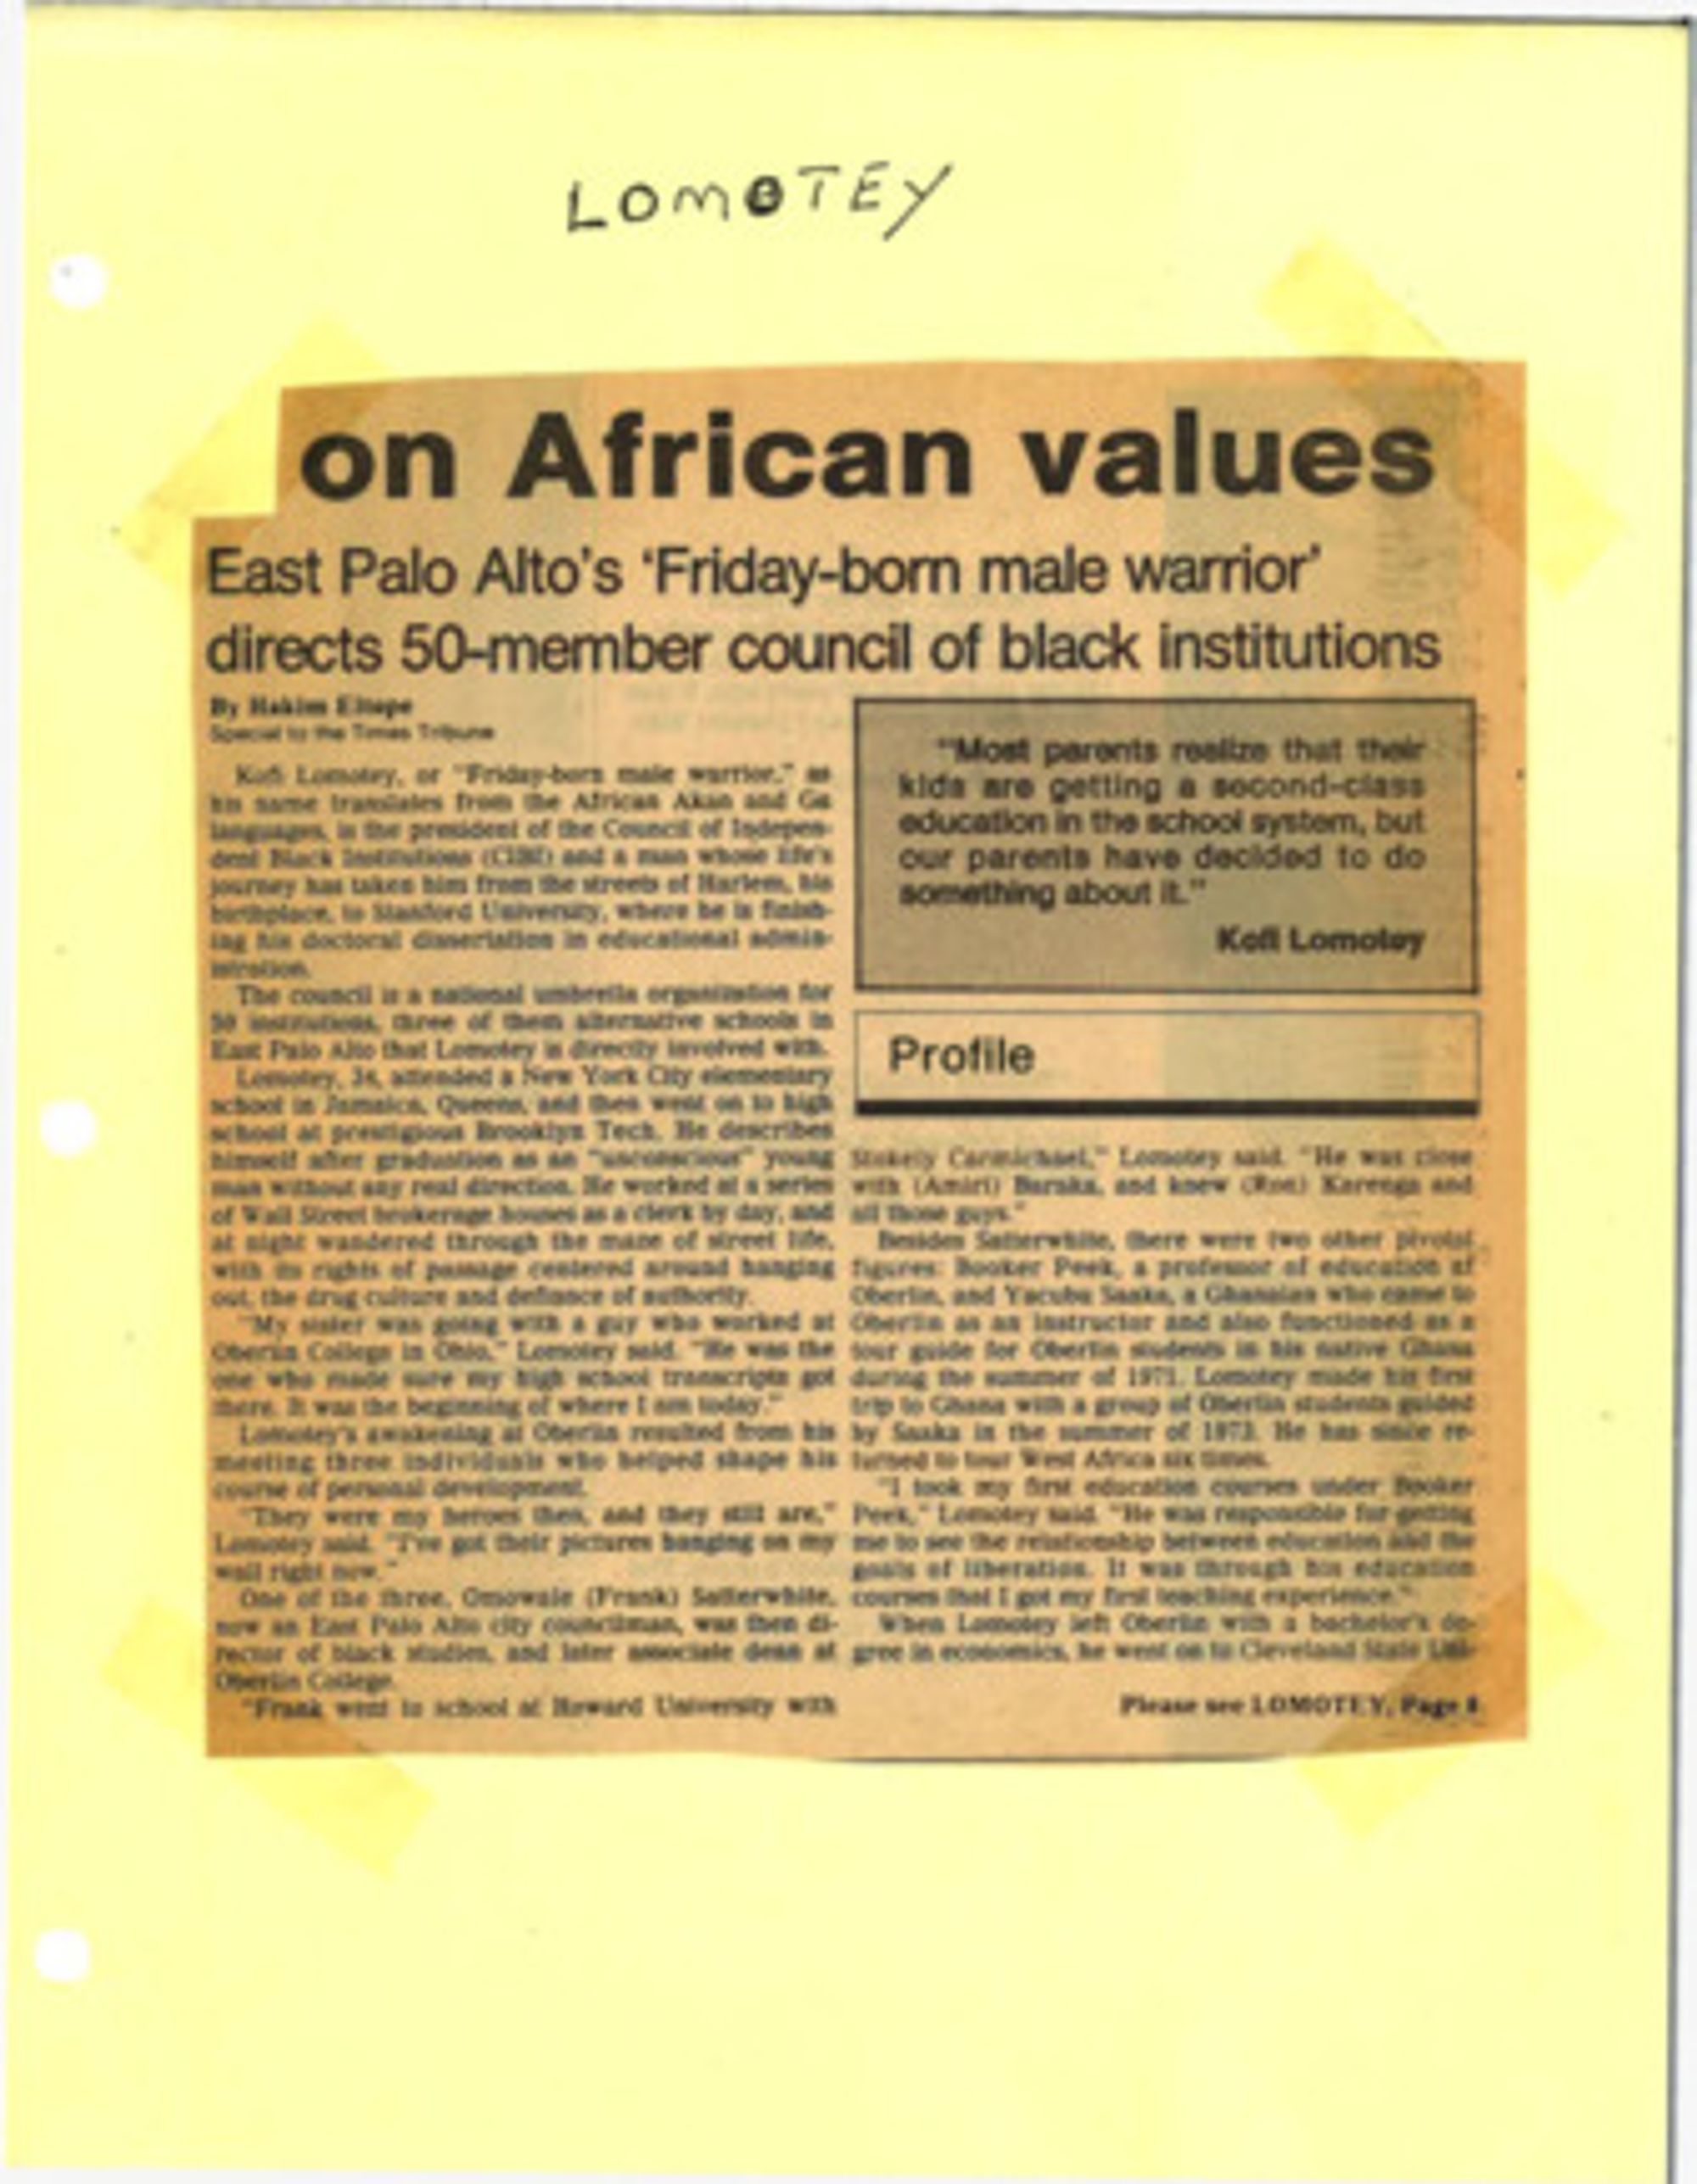 LOMOTEY
on African values
East Palo Alto's 'Friday-born male warrior'
directs 50-member council of black institutions
By Hakim
Special to the Times Tribune
Kofi Lomotey, or "Friday-born male warrior," as
his name translates from the African Akan and Ga
languages, is the president of the Council of Indepen-
dent Black Institutions (CIBI) and a man whose life's
journey has taken him from the streets of Harlem, his
birthplace, to Stanford University, where he is finish-
ing his doctoral dissertation in educational admin-
istration.
The council is a national umbrella organization for
50 institutions, three of them alternative schools in
East Palo Alto that Lomotey is directly involved with.
Lomotey, 34, attended a New York City elementary
school in Jamaica, Queens, and then went on to high
school at prestigious Brooklyn Tech. He describes
himself after graduation as an "unconscious" young
man without any real direction. He worked at a series
of Wall Street brokerage houses as a clerk by day, and
at night wandered through the maze of street life,
with its rights of passage centered around hanging
out, the drug culture and defiance of authority.
"My sister was going with a guy who worked at
Oberlin College in Ohio," Lomotey said. "He was the
one who made sure my high school transcripts got
there. It was the beginning of where I am today."
Lomotey's awakening at Oberlin resulted from his
meeting three individuals who helped shape his
course of personal development.
"They were my heroes then, and they still are,"
Lomotey said. "I've got their pictures hanging on my
wall right now."
One of the three, Omowale (Frank) Satterwhite,
now an East Palo Alto city councilman, was then di-
rector of black studies, and later associate dean at
Oberlin College.
"Frank went to school at Howard University with
"Most parents realize that their
kids are getting a second-class
education in the school system, but
our parents have decided to do
something about it."
Kofi Lomotey
Profile
Stokely Carmichael," Lomotey said. "He was close
with (Amiri) Baraka, and knew (Ron) Karenga and
all those guys."
Besides Satterwhite, there were two other pivotal
figures: Booker Peek, a professor of education at
Oberlin, and Yacubu Saaka, a Ghanaian who came to
Oberlin as an instructor and also functioned as a
tour guide for Oberlin students in his native Ghana
during the summer of 1971. Lomotey made his first
trip to Ghana with a group of Oberlin students guided
by Saaka in the summer of 1973. He has since re-
turned to tour West Africa six times.
"I took my first education courses under Booker
Peek," Lomotey said. "He was responsible for getting
me to see the relationship between education and the
goals of liberation. It was through his education
courses that I got my first teaching experience."
When Lomotey left Oberlin with a bachelor's de-
gree in economics, he went on to Cleveland State Uni-
Please see LOMOTEY, Page